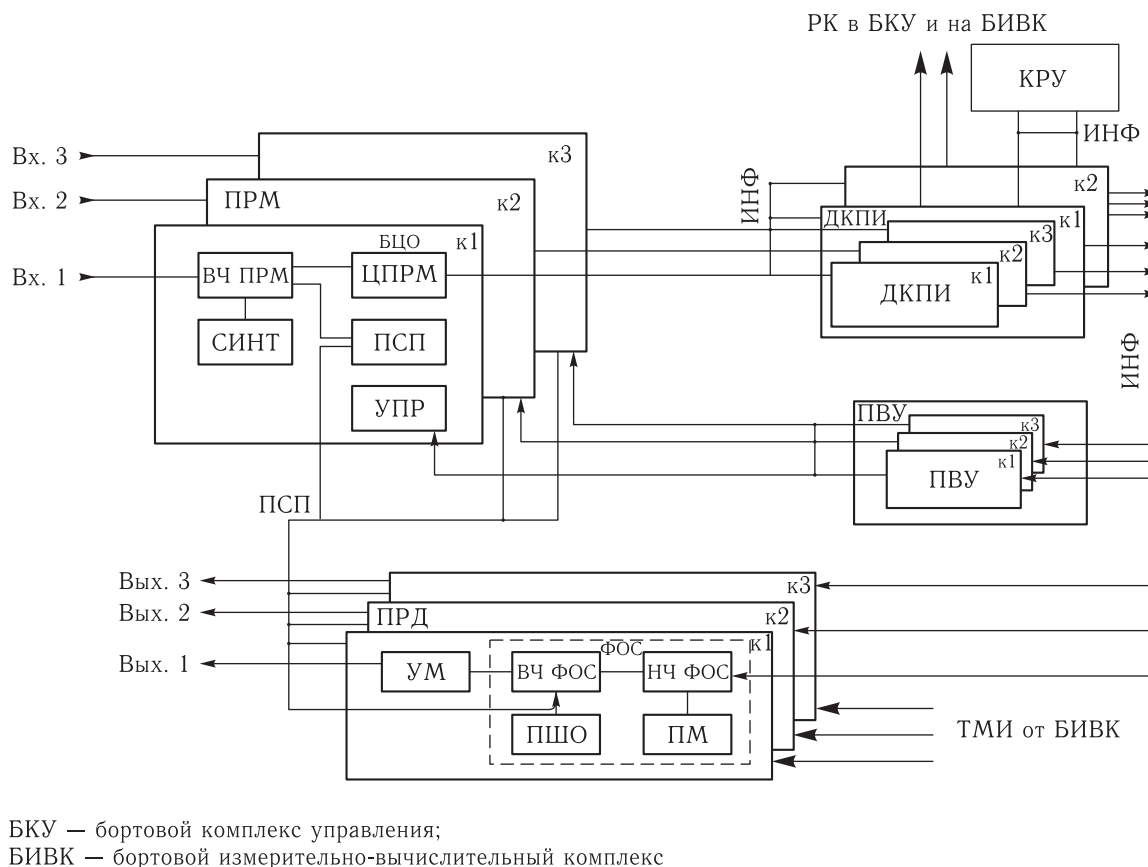 РК в БКУ и на БИВК
КРУ
ИНФ
Вх. 3
к3
Вх. 2
ПРМ
к2
ИНФ
к2
ДКПИ
к1
к3
к2
к1
ДКПИ
БЦО
к1
Вх. 1
ВЧ ПРМ
ЦПРМ
СИНТ
ПСП
УПР
ИНФ
ПВУ
к3
к2
к1
ПВУ
ПСП
Вых. 3
к3
Вых. 2
ПРД
к2
Вых. 1
к1
ФОС
УМ
ВЧ ФОС
НЧ ФОС
ПШО
ПМ
ТМИ от БИВК
БКУ — бортовой комплекс управления;
БИВК — бортовой измерительно-вычислительный комплекс